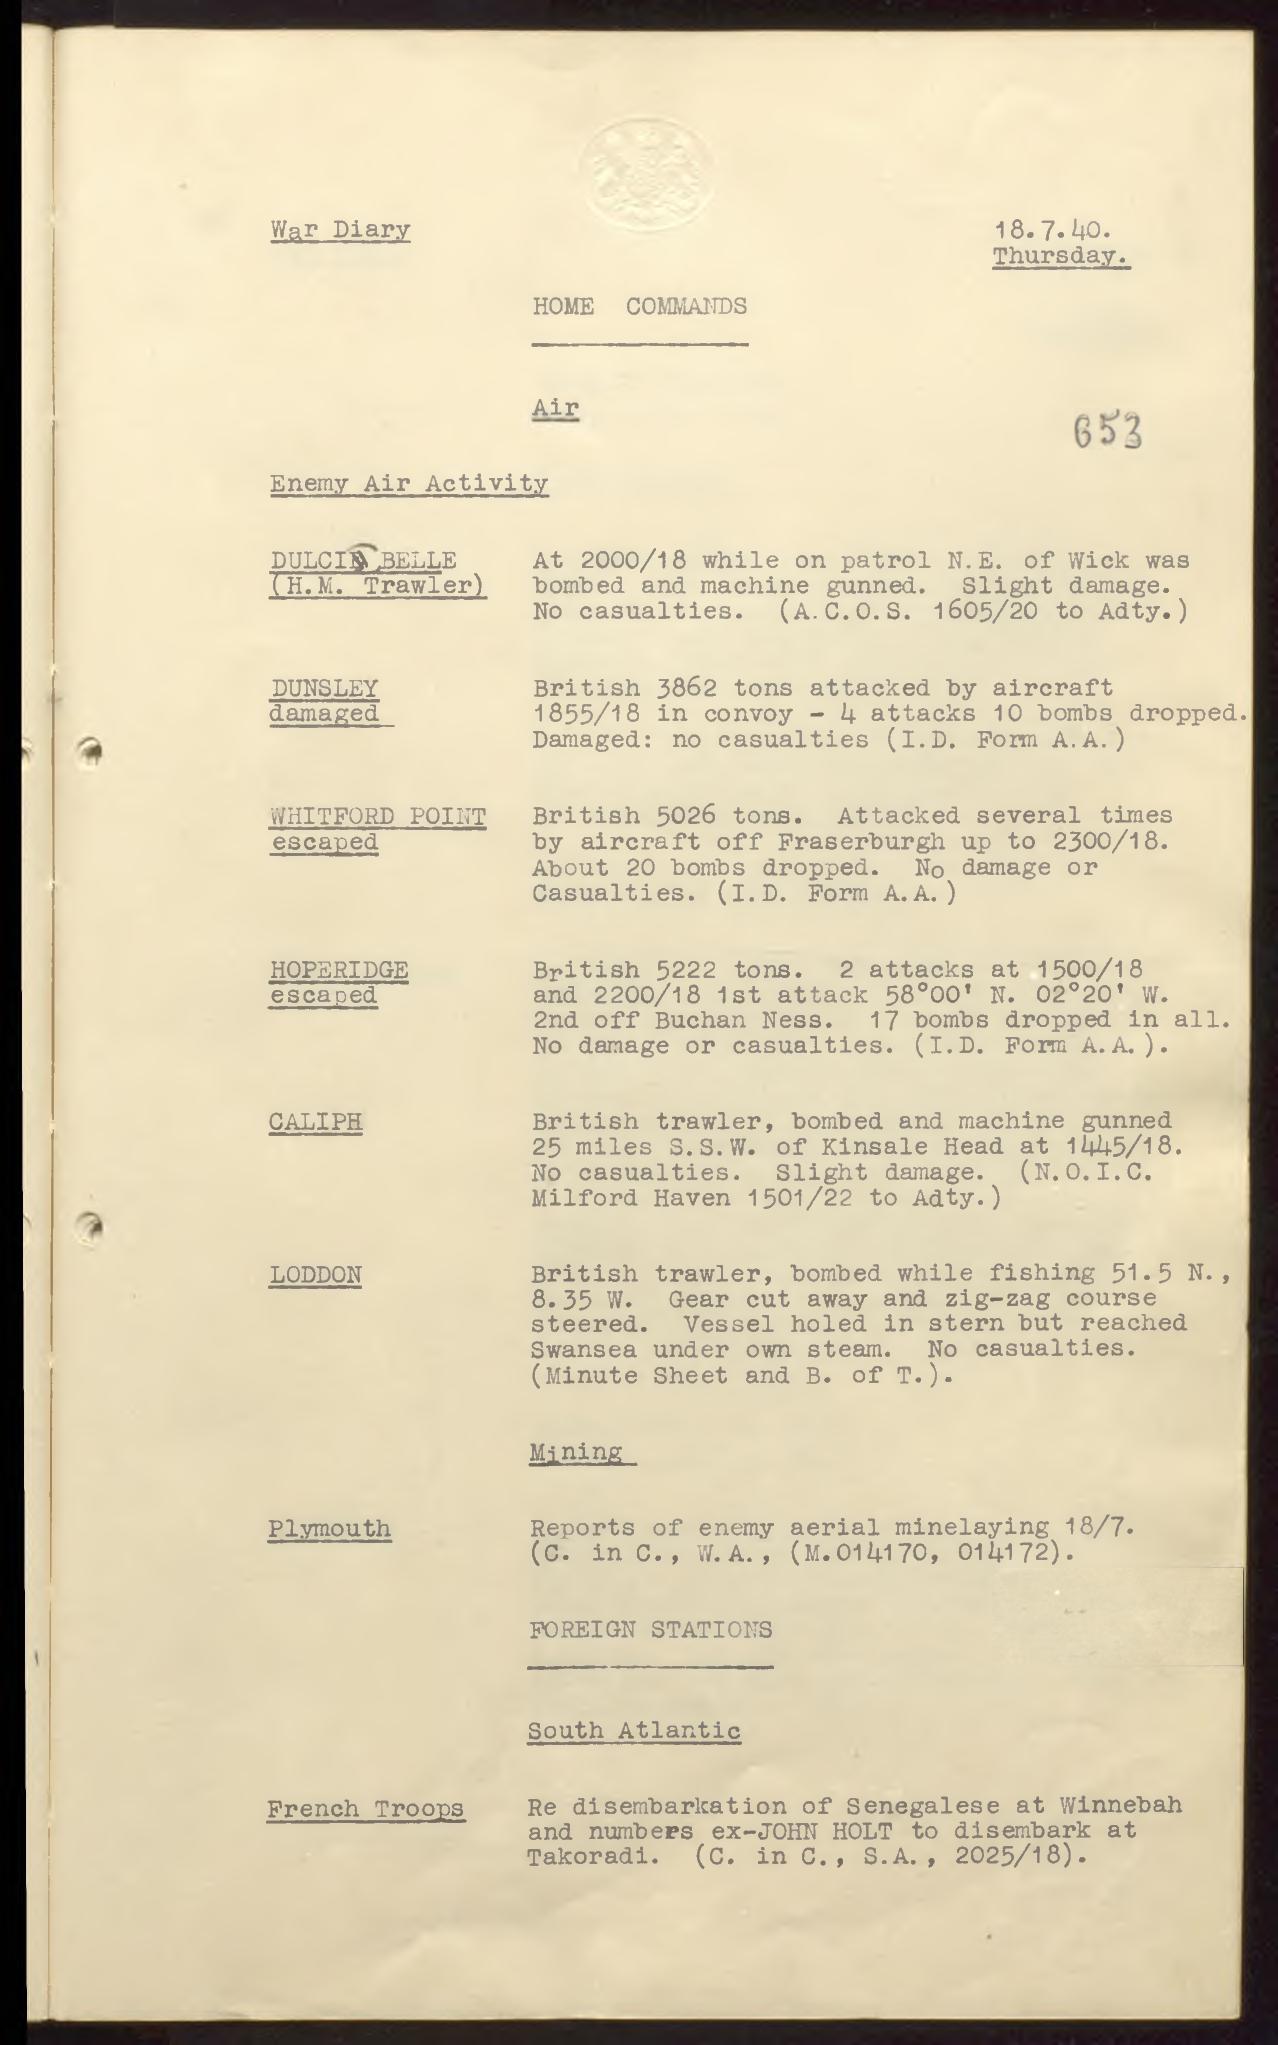 War Diary
18.7.40.
Thursday.
HOME COMMANDS
Air
653
Enemy Air Activity
DULCIE BELLE
(H.M. Trawler)
At 2000/18 while on patrol N.E. of Wick was
bombed and machine gunned. Slight damage.
No casualties. (A.C.O.S. 1605/20 to Adty.)
DUNSLEY
damaged
British 3862 tons attacked by aircraft
1855/18 in convoy - 4 attacks 10 bombs dropped.
Damaged: no casualties (I.D. Form A.A.)
WHITFORD POINT
escaped
British 5026 tons. Attacked several times
by aircraft off Fraserburgh up to 2300/18.
About 20 bombs dropped. No damage or
Casualties. (I.D. Form A.A.)
HOPERIDGE
escaped
British 5222 tons. 2 attacks at 1500/18
and 2200/18 1st attack 58°00' N. 02°20' W.
2nd off Buchan Ness. 17 bombs dropped in all.
No damage or casualties. (I.D. Form A.A.).
CALIPH
British trawler, bombed and machine gunned
25 miles S.S.W. of Kinsale Head at 1445/18.
No casualties. Slight damage. (N.O.I.C.
Milford Haven 1501/22 to Adty.)
LODDON
British trawler, bombed while fishing 51.5 N.,
8.35 W. Gear cut away and zig-zag course
steered. Vessel holed in stern but reached
Swansea under own steam. No casualties.
(Minute Sheet and B. of T.).
Mining
Plymouth
Reports of enemy aerial minelaying 18/7.
(C. in C., W.A., (M.014170, 014172).
FOREIGN STATIONS
South Atlantic
French Troops
Re disembarkation of Senegalese at Winnebah
and numbers ex-JOHN HOLT to disembark at
Takoradi. (C. in C., S.A., 2025/18).